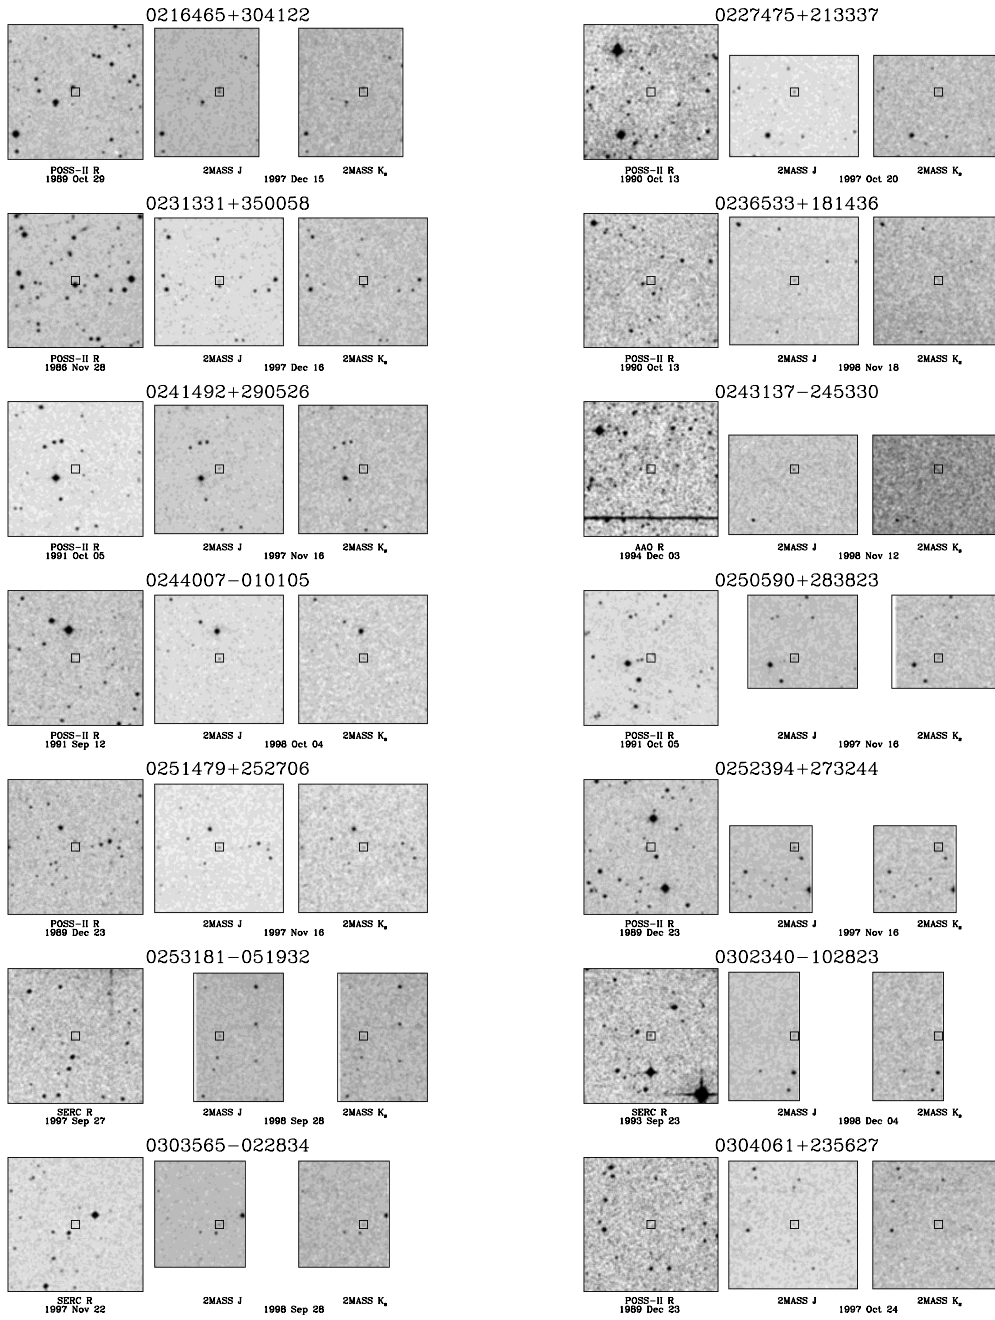 0216465+304122
POSS-II R
1989 Oct 29
2MASS J
1997 Dec 15
2MASS Ks
0227475+213337
POSS-II R
1990 Oct 13
2MASS J
1997 Oct 20
2MASS Ks
0231331+350058
POSS-II R
1986 Nov 28
2MASS J
1997 Dec 16
2MASS Ks
0236533+181436
POSS-II R
1990 Oct 13
2MASS J
1998 Nov 18
2MASS Ks
0241492+290526
POSS-II R
1991 Oct 05
2MASS J
1997 Nov 16
2MASS Ks
0243137-245330
AAO R
1994 Dec 03
2MASS J
1998 Nov 12
2MASS Ks
0244007-010105
POSS-II R
1991 Sep 12
2MASS J
1998 Oct 04
2MASS Ks
0250590+283823
POSS-II R
1991 Oct 05
2MASS J
1997 Nov 16
2MASS Ks
0251479+252706
POSS-II R
1989 Dec 23
2MASS J
1997 Nov 16
2MASS Ks
0252394+273244
POSS-II R
1989 Dec 23
2MASS J
1997 Nov 16
2MASS Ks
0253181-051932
SERC R
1997 Sep 27
2MASS J
1998 Sep 28
2MASS Ks
0302340-102823
SERC R
1993 Sep 23
2MASS J
1998 Dec 04
2MASS Ks
0303565-022834
SERC R
1997 Nov 22
2MASS J
1998 Sep 28
2MASS Ks
0304061+235627
POSS-II R
1989 Dec 23
2MASS J
1997 Oct 24
2MASS Ks